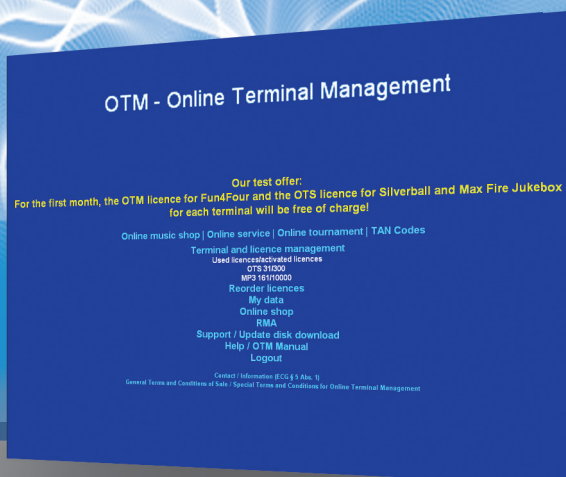 OTM - Online Terminal Management
Our test offer:
For the first month, the OTM licence for Fun4Four and the OTS licence for Silverball and Max Fire Jukebox
for each terminal will be free of charge!
Online music shop | Online service | Online tournament | TAN Codes
Terminal and licence management
Used licences/activated licences
OTS 31/300
MP3 161/10000
Reorder licences
My data
Online shop
RMA
Support / Update disk download
Help / OTM Manual
Logout
Contact / Information (ECG § 5 Abs. 1)
General Terms and Conditions of Sale / Special Terms and Conditions for Online Terminal Management